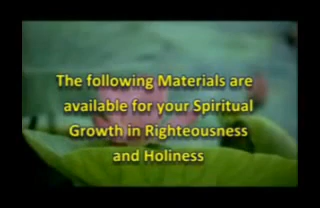 The following Materials are
available for your Spiritual
Growth in Righteousness
and Holiness